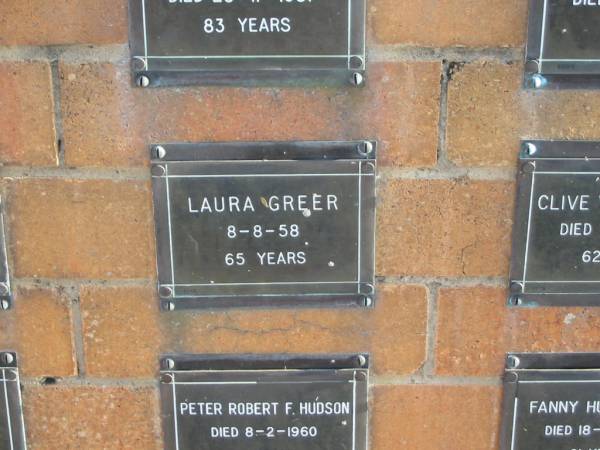 83 YEARS
LAURA GREER
8-8-58
65 YEARS
CLIVE
DIED
62
PETER ROBERT F. HUDSON
DIED 8-2-1960
FANNY
DIED 18-